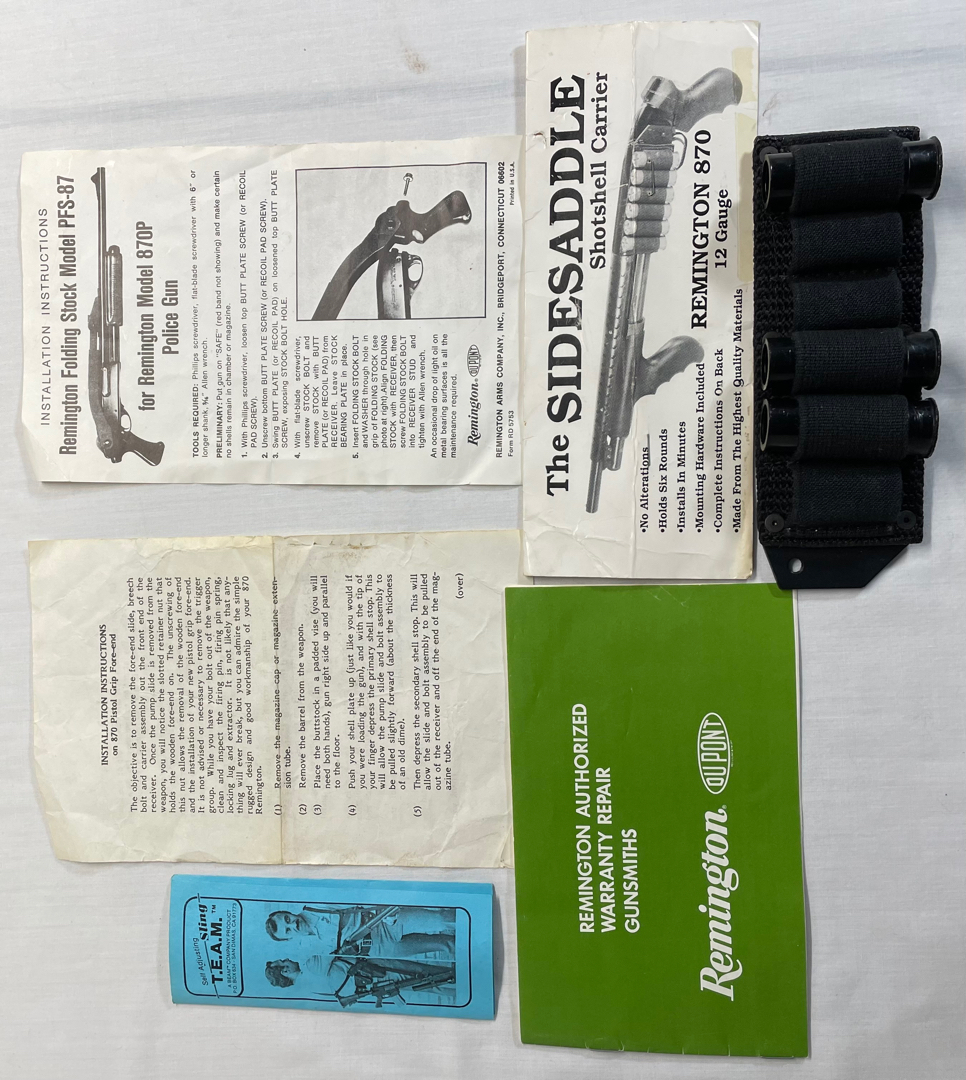 INSTALLATION INSTRUCTIONS
Remington Folding Stock Model PFS-87
for Remington Model 870P
Police Gun
TOOLS REQUIRED: Phillips screwdriver, flat-blade screwdriver with 6" or
longer shank, 3/16" Allen wrench.
PRELIMINARY: Put gun on "SAFE" (red band not showing) and make certain
no shells remain in chamber or magazine.
1. With Phillips screwdriver, loosen top BUTT PLATE SCREW (or RECOIL
PAD SCREW).
2. Unscrew bottom BUTT PLATE SCREW (or RECOIL PAD SCREW).
3. Swing BUTT PLATE (or RECOIL PAD) on loosened top BUTT PLATE
SCREW, exposing STOCK BOLT HOLE.
4. With flat-blade screwdriver,
unscrew STOCK BOLT and
remove STOCK with BUTT
PLATE (or RECOIL PAD) from
RECEIVER. Leave STOCK
BEARING PLATE in place.
5. Insert FOLDING STOCK BOLT
and WASHER through hole in
grip of FOLDING STOCK (see
photo at right). Align FOLDING
STOCK with RECEIVER, then
screw FOLDING STOCK BOLT
into RECEIVER STUD and
tighten with Allen wrench.
An occasional drop of light oil on
metal bearing surfaces is all the
maintenance required.
Remington DUPONT
REMINGTON ARMS COMPANY, INC., BRIDGEPORT, CONNECTICUT 06602
Form RD 5753
Printed in U.S.A.
The SIDESADDLE
Shotshell Carrier
REMINGTON 870
12 Gauge
•No Alterations
•Holds Six Rounds
•Installs In Minutes
•Mounting Hardware Included
•Complete Instructions On Back
•Made From The Highest Quality Materials
INSTALLATION INSTRUCTIONS
on 870 Pistol Grip Fore-end
The objective is to remove the fore-end slide, breech
bolt and carrier assembly out the front end of the
receiver. Once the pump slide is removed from the
weapon, you will notice the slotted retainer nut that
holds the wooden fore-end on. The unscrewing of
this nut allows the removal of the wooden fore-end
and the installation of your new pistol grip fore-end.
It is not advised or necessary to remove the trigger
group. While you have your bolt out of the weapon,
clean and inspect the firing pin, firing pin spring,
locking lug and extractor. It is not likely that any-
thing will ever break, but you can admire the simple
rugged design and good workmanship of your 870
Remington.
(1) Remove the magazine cap or magazine exten-
sion tube.
(2) Remove the barrel from the weapon.
(3) Place the buttstock in a padded vise (you will
need both hands), gun right side up and parallel
to the floor.
(4) Push your shell plate up (just like you would if
you were loading the gun), and with the tip of
your finger depress the primary shell stop. This
will allow the pump slide and bolt assembly to
be pulled slightly forward (about the thickness
of an old dime).
(5) Then depress the secondary shell stop. This will
allow the slide and bolt assembly to be pulled
out of the receiver and off the end of the mag-
azine tube.
(over)
REMINGTON AUTHORIZED
WARRANTY REPAIR
GUNSMITHS
Remington DUPONT
Self Adjusting Sling
T.E.A.M.™